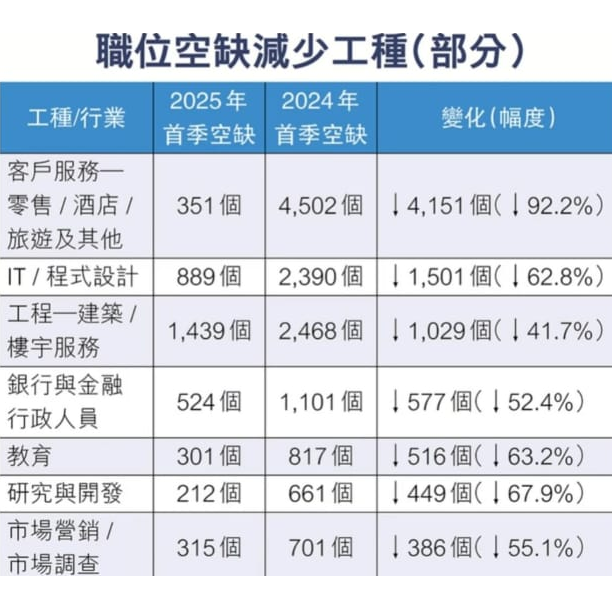 職位空缺減少工種(部分)
工種/行業 2025年首季空缺 2024年首季空缺 變化(幅度)
客戶服務—零售/酒店/旅遊及其他 351個 4,502個 ↓4,151個(↓92.2%)
IT/程式設計 889個 2,390個 ↓1,501個(↓62.8%)
工程—建築/樓宇服務 1,439個 2,468個 ↓1,029個(↓41.7%)
銀行與金融行政人員 524個 1,101個 ↓577個(↓52.4%)
教育 301個 817個 ↓516個(↓63.2%)
研究與開發 212個 661個 ↓449個(↓67.9%)
市場營銷/市場調查 315個 701個 ↓386個(↓55.1%)